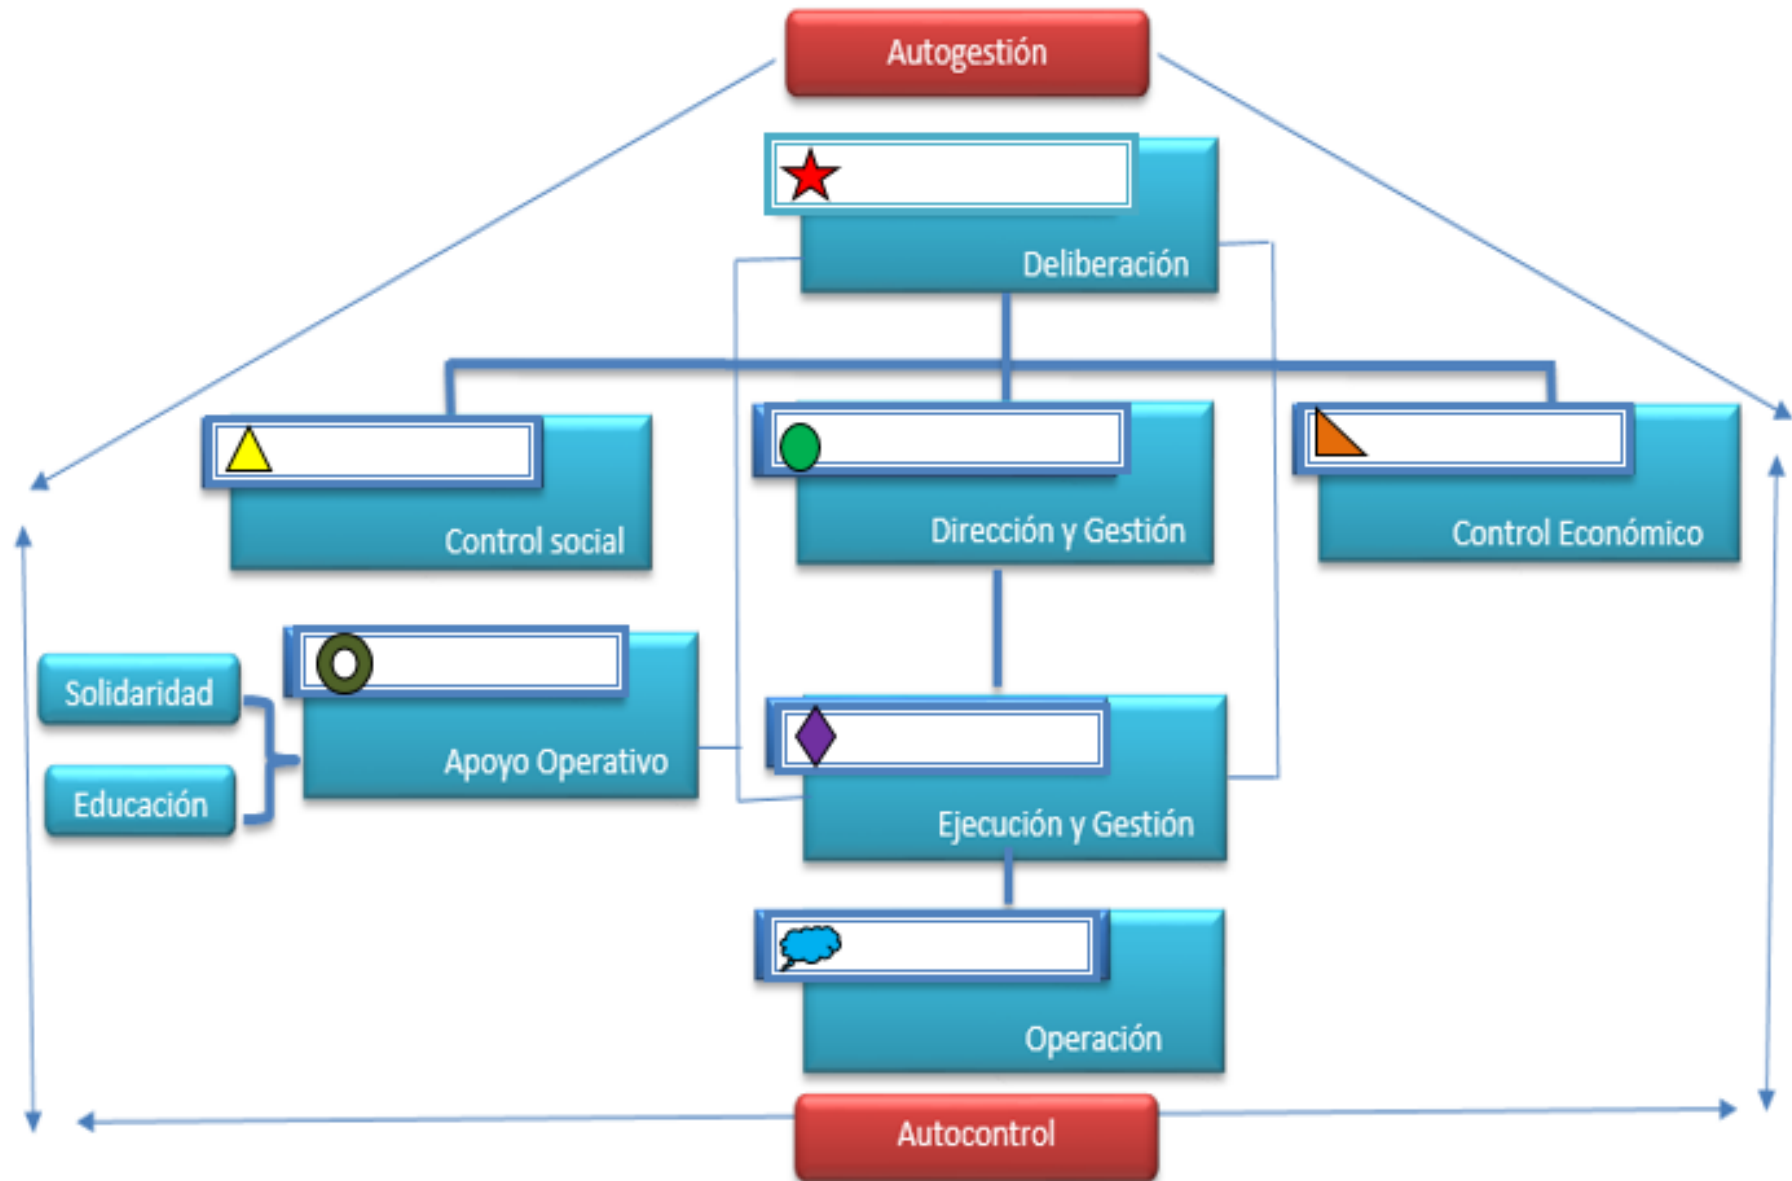 Autogestión
Deliberación
Control social
Dirección y Gestión
Control Económico
Solidaridad
Educación
Apoyo Operativo
Ejecución y Gestión
Operación
Autocontrol